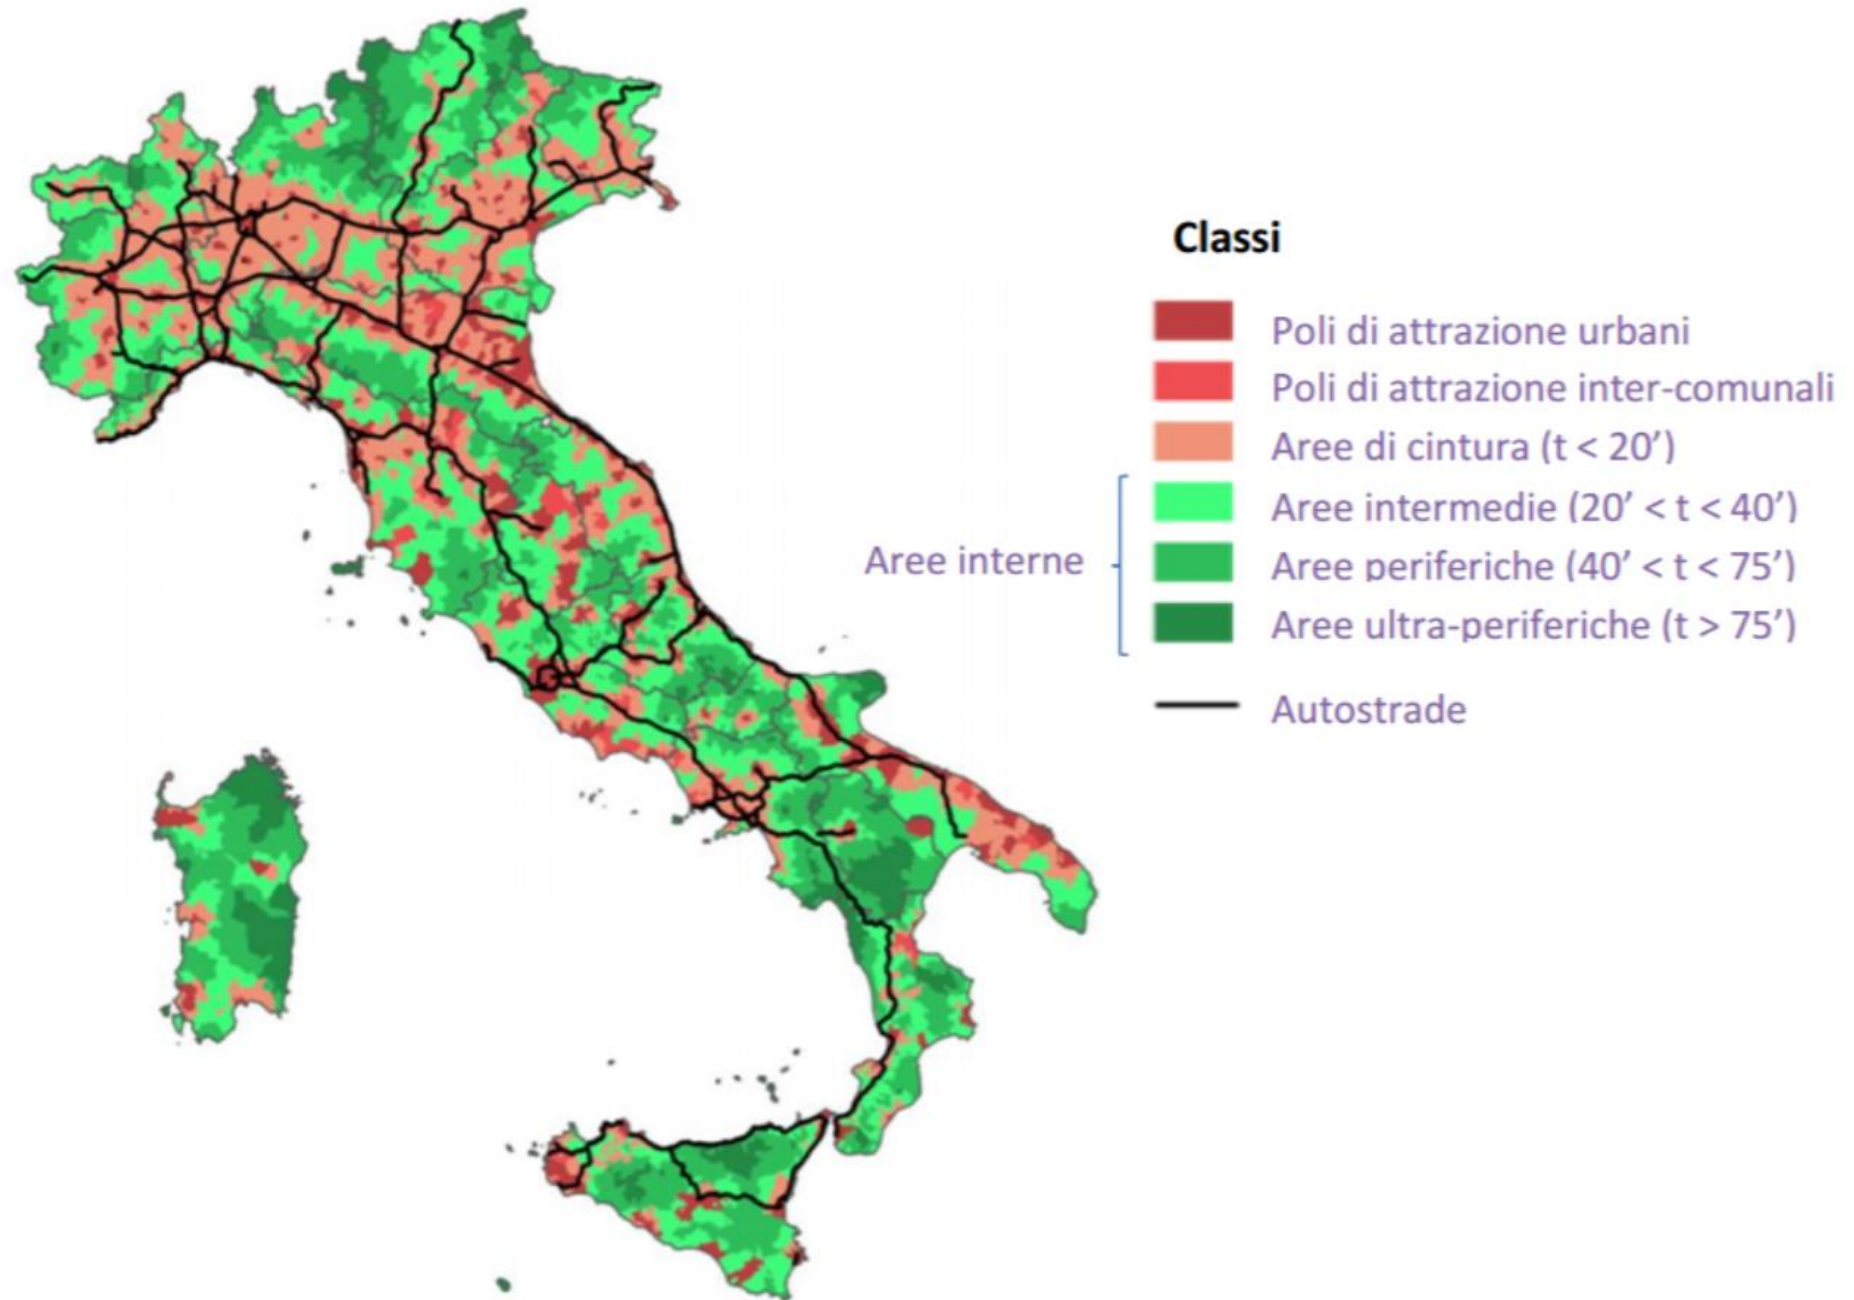 Classi
Poli di attrazione urbani
Poli di attrazione inter-comunali
Aree di cintura (t < 20’)
Aree intermedie (20’ < t < 40’)
Aree interne
Aree periferiche (40’ < t < 75’)
Aree ultra-periferiche (t > 75’)
Autostrade